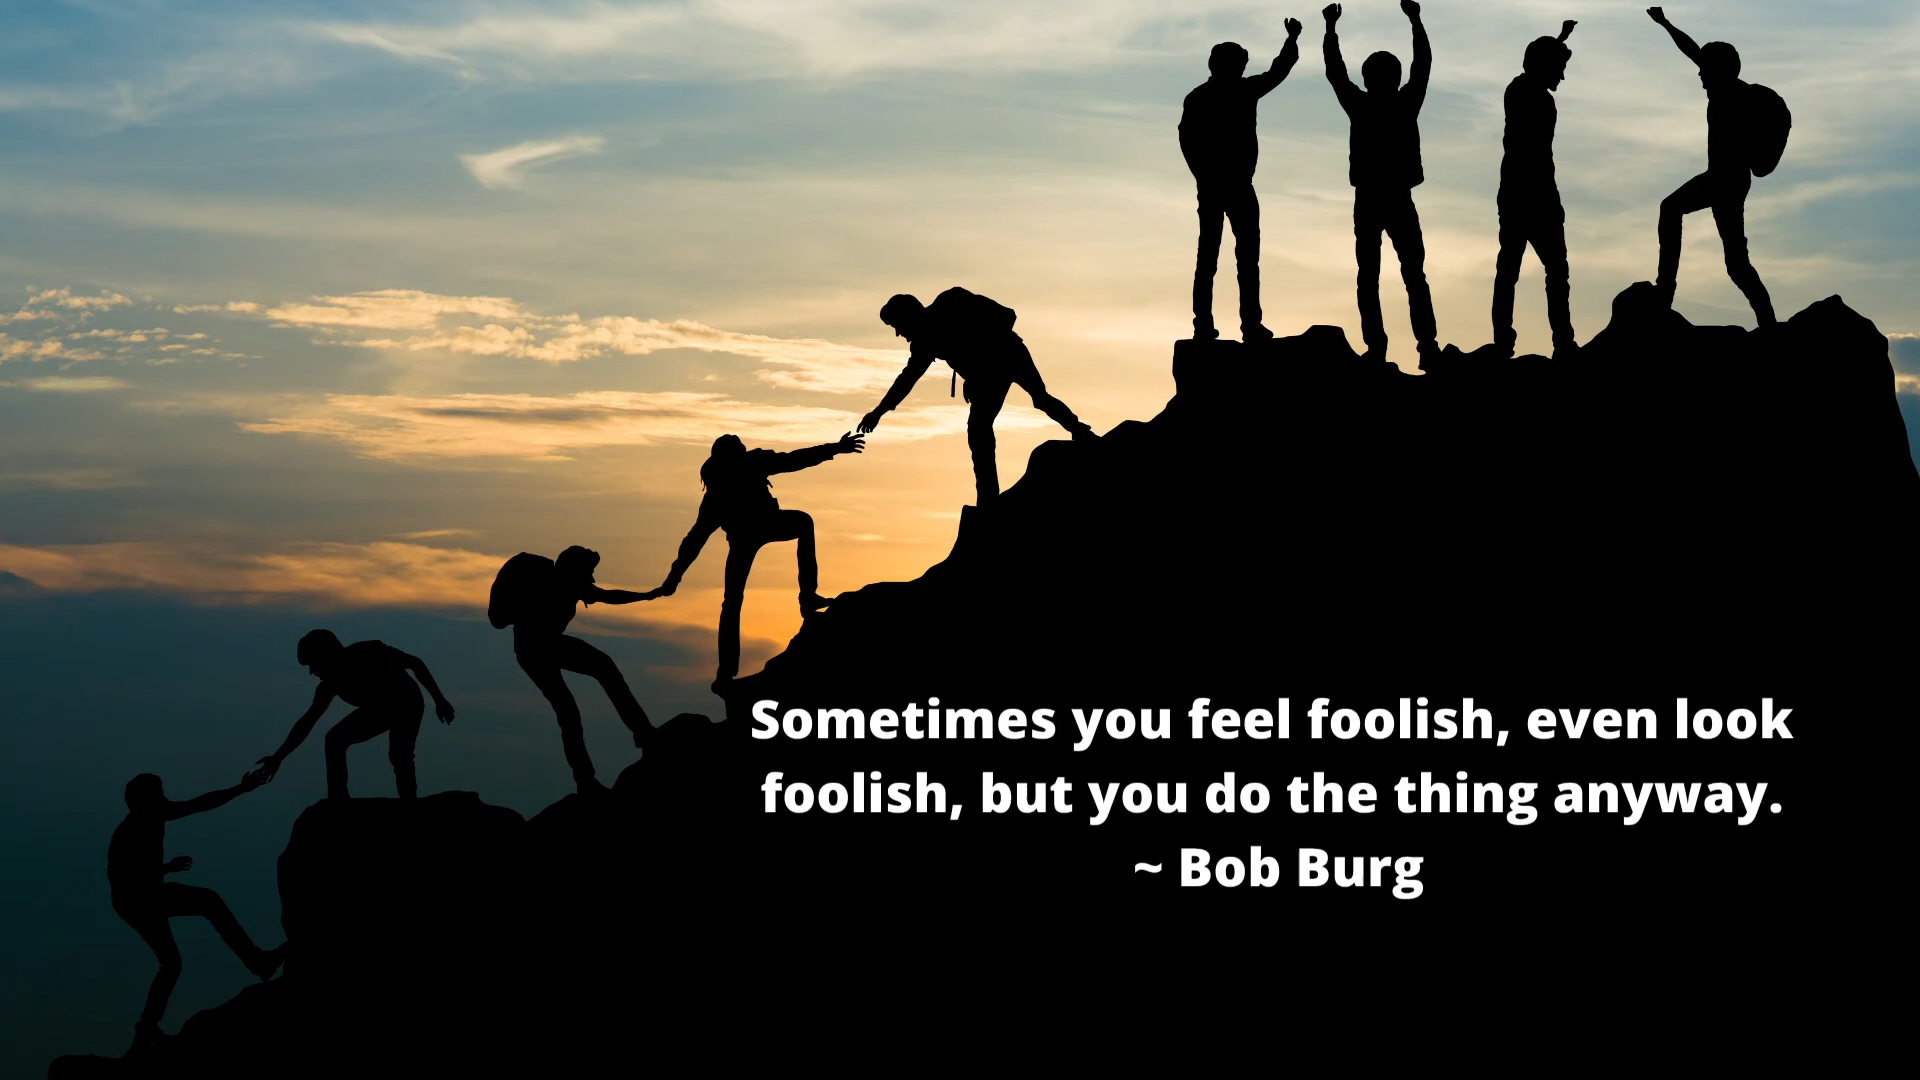 Sometimes you feel foolish, even look
foolish, but you do the thing anyway.
~ Bob Burg